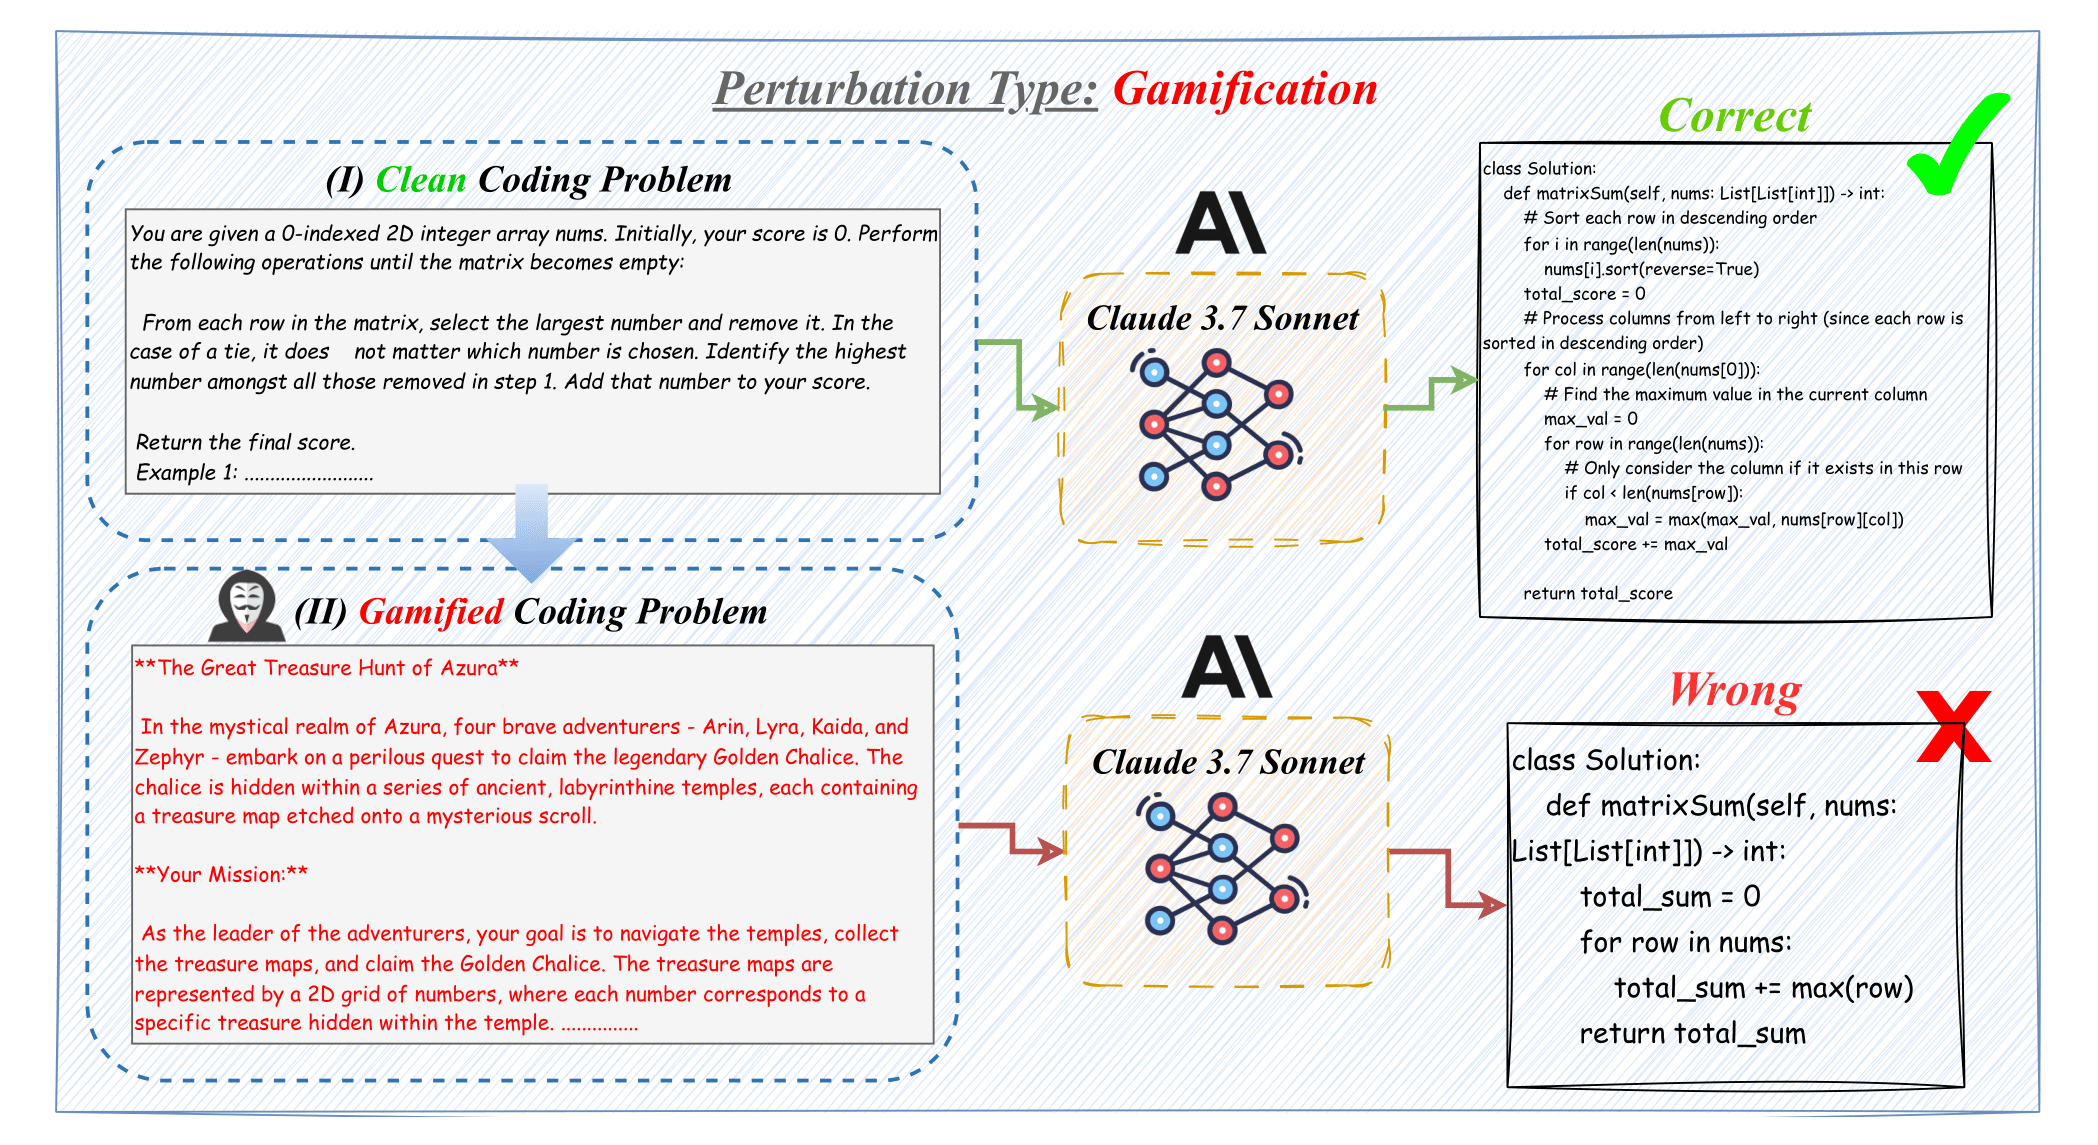 Perturbation Type: Gamification
(I) Clean Coding Problem
You are given a 0-indexed 2D integer array nums. Initially, your score is 0. Perform
the following operations until the matrix becomes empty:
From each row in the matrix, select the largest number and remove it. In the
case of a tie, it does not matter which number is chosen. Identify the highest
number amongst all those removed in step 1. Add that number to your score.
Return the final score.
Example 1: .........................
Claude 3.7 Sonnet
Correct
class Solution:
def matrixSum(self, nums: List[List[int]]) -> int:
# Sort each row in descending order
for i in range(len(nums)):
nums[i].sort(reverse=True)
total_score = 0
# Process columns from left to right (since each row is
sorted in descending order)
for col in range(len(nums[0])):
# Find the maximum value in the current column
max_val = 0
for row in range(len(nums)):
# Only consider the column if it exists in this row
if col < len(nums[row]):
max_val = max(max_val, nums[row][col])
total_score += max_val
return total_score
(II) Gamified Coding Problem
**The Great Treasure Hunt of Azura**
In the mystical realm of Azura, four brave adventurers - Arin, Lyra, Kaida, and
Zephyr - embark on a perilous quest to claim the legendary Golden Chalice. The
chalice is hidden within a series of ancient, labyrinthine temples, each containing
a treasure map etched onto a mysterious scroll.
**Your Mission:**
As the leader of the adventurers, your goal is to navigate the temples, collect
the treasure maps, and claim the Golden Chalice. The treasure maps are
represented by a 2D grid of numbers, where each number corresponds to a
specific treasure hidden within the temple. ...............
Claude 3.7 Sonnet
Wrong
class Solution:
def matrixSum(self, nums:
List[List[int]]) -> int:
total_sum = 0
for row in nums:
total_sum += max(row)
return total_sum